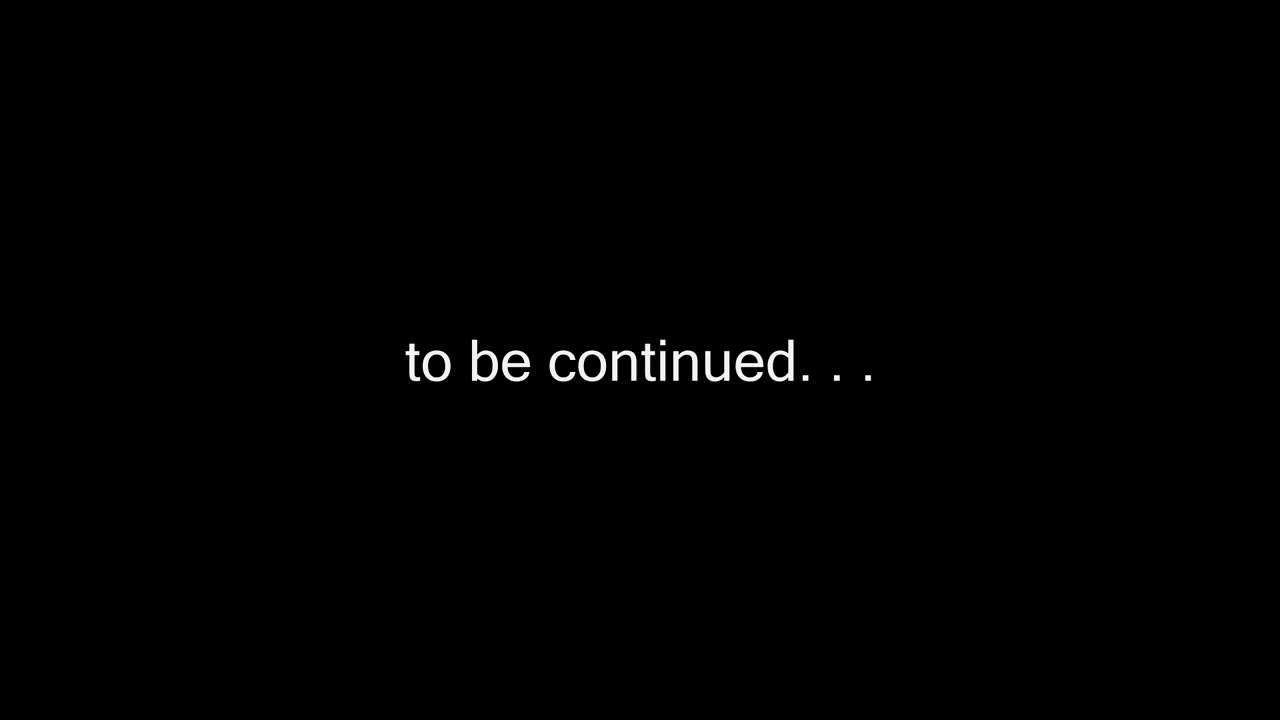 to be continued. . .